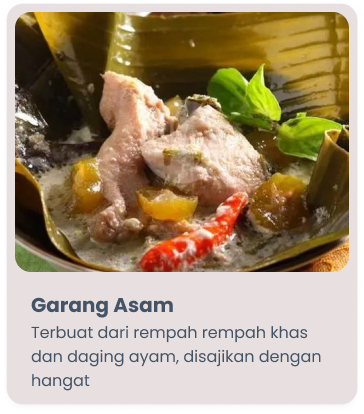 Garang Asam
Terbuat dari rempah rempah khas
dan daging ayam, disajikan dengan
hangat